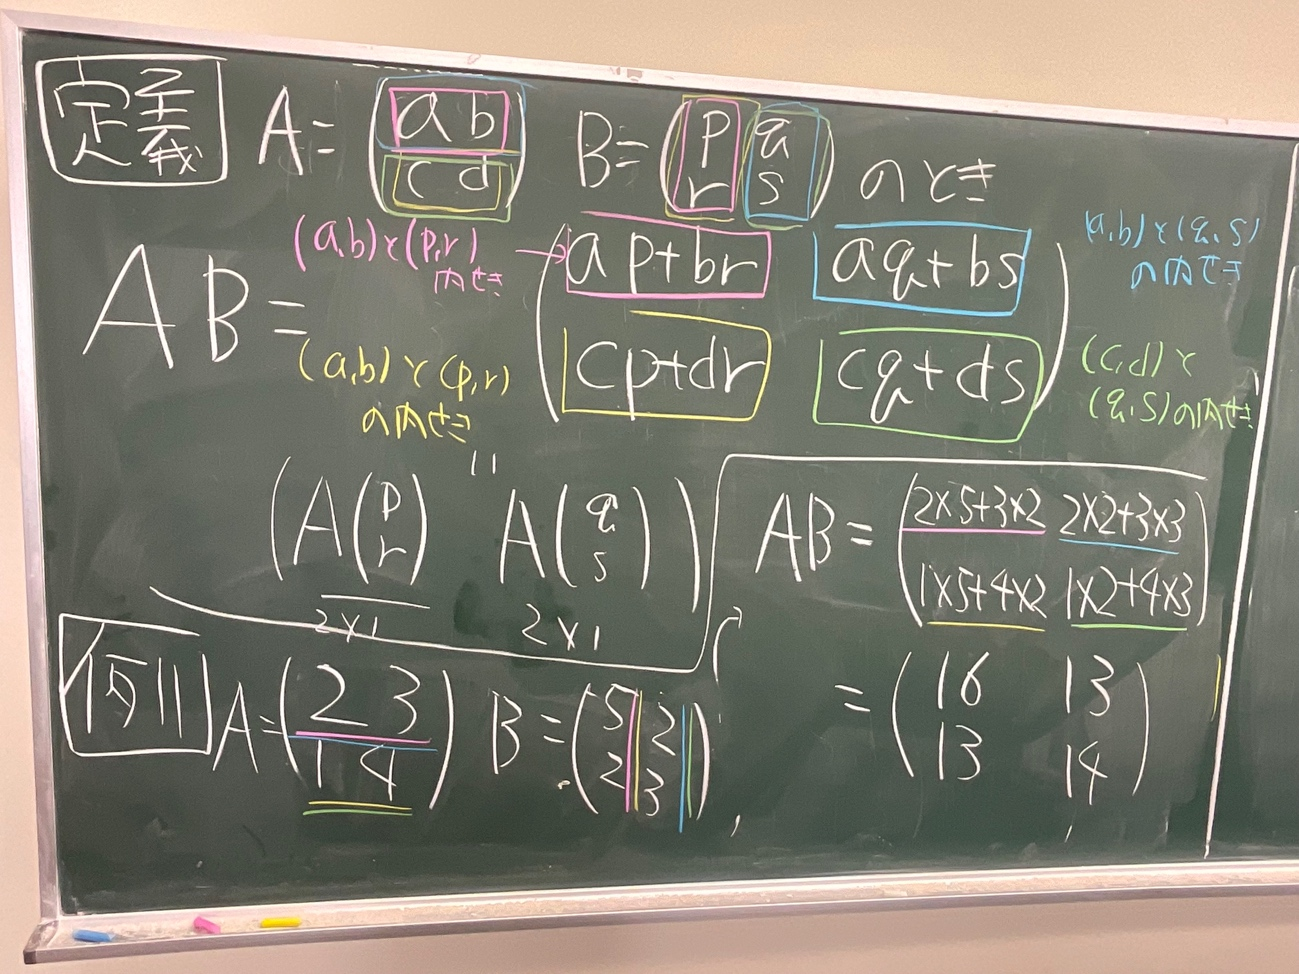 定義 A = (a b
c d) B = (p q
r s) のとき
(a,b)と(p,r)
内せき
(a,b)と(q,s)
の内せき
AB = (ap+br aq+bs
cp+dr cq+ds)
(a,b)と(p,r)
の内せき
(c,d)と
(q,s)の内せき
(A(p
r) A(q
s))
2×1 2×1
例 A = (2 3
1 4) B = (5 2
2 3),
AB = (2×5+3×2 2×2+3×3
1×5+4×2 1×2+4×3)
= (16 13
13 14)